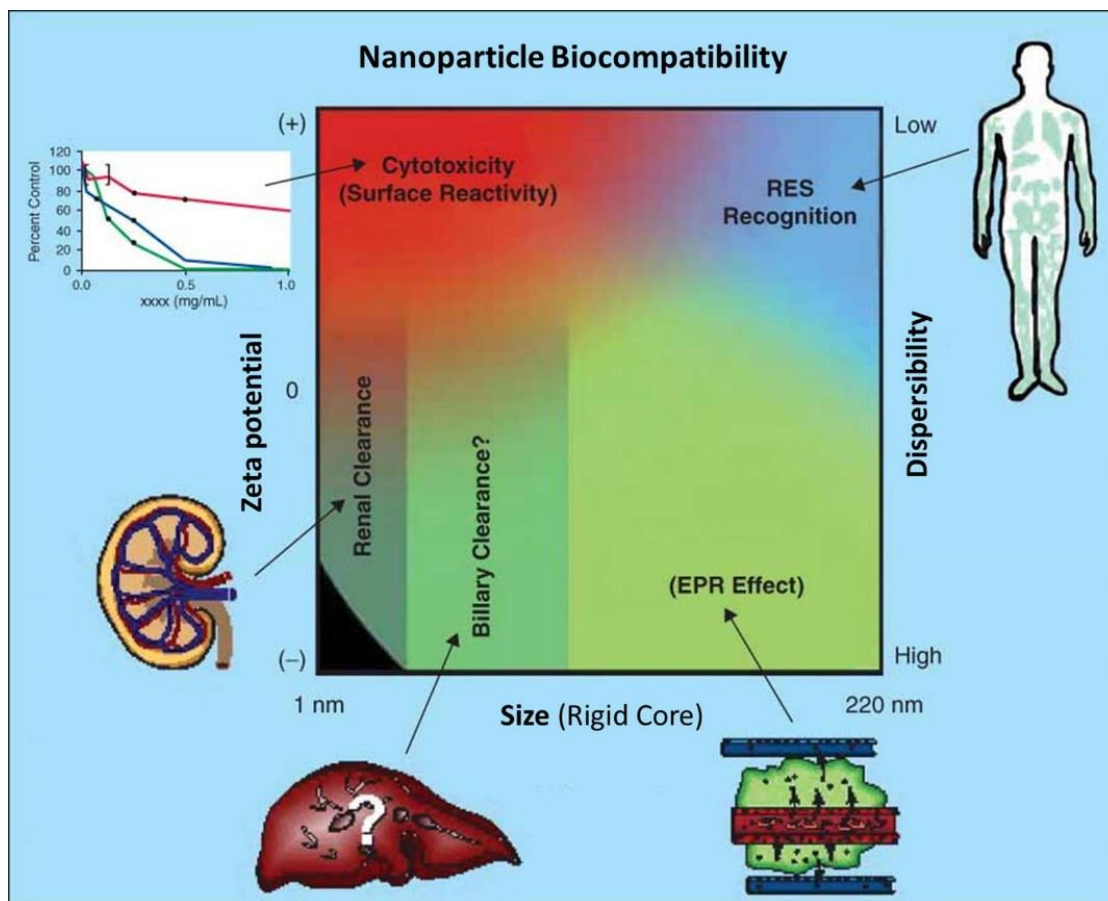 Nanoparticle Biocompatibility
(+)
Low
120
100
80
60
40
20
0
Percent Control
0.0
0.5
1.0
xxxx (mg/mL)
Cytotoxicity
(Surface Reactivity)
RES
Recognition
Zeta potential
0
Dispersibility
Renal Clearance
Billary Clearance?
(EPR Effect)
(−)
High
1 nm
Size (Rigid Core)
220 nm
?